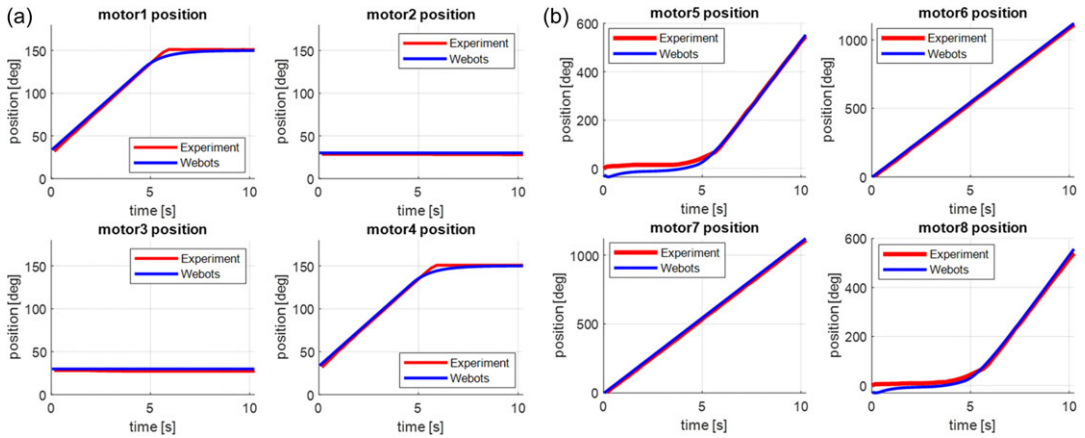 (a)
motor1 position
position [deg]
150
100
50
0
0 5 10
time [s]
Experiment
Webots
motor2 position
position [deg]
150
100
50
0
0 5 10
time [s]
Experiment
Webots
motor3 position
position [deg]
150
100
50
0
0 5 10
time [s]
Experiment
Webots
motor4 position
position [deg]
150
100
50
0
0 5 10
time [s]
Experiment
Webots
(b)
motor5 position
position [deg]
600
400
200
0
0 5 10
time [s]
Experiment
Webots
motor6 position
position [deg]
1000
500
0
0 5 10
time [s]
Experiment
Webots
motor7 position
position [deg]
1000
500
0
0 5 10
time [s]
Experiment
Webots
motor8 position
position [deg]
600
400
200
0
0 5 10
time [s]
Experiment
Webots